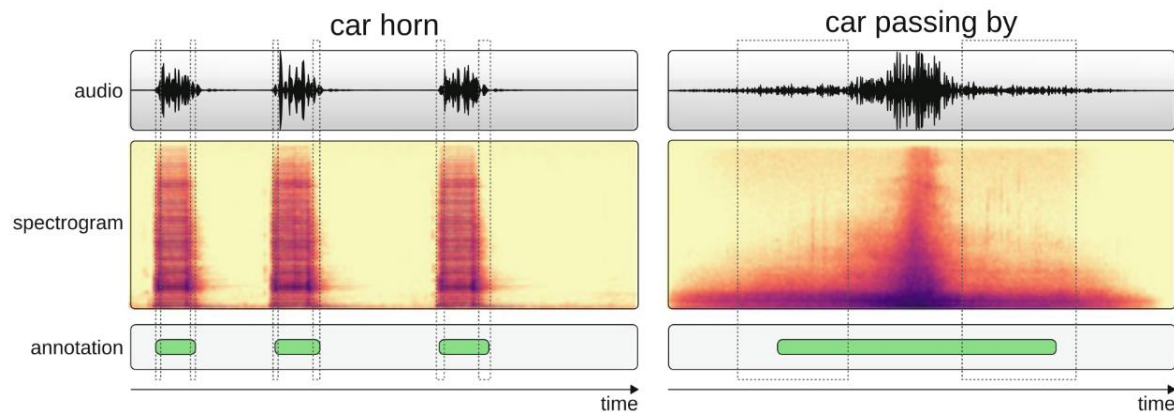 car horn
car passing by
audio
spectrogram
annotation
time
time